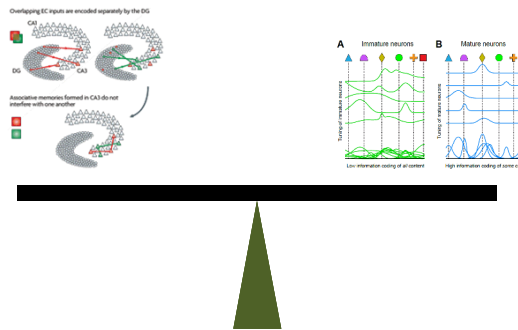 Overlapping EC inputs are encoded separately by the DG
CA1
DG
CA3
Associative memories formed in CA3 do not
interfere with one another
A
Immature neurons
Tuning of immature neurons
Low information coding of all content
B
Mature neurons
Tuning of mature neurons
High information coding of some c